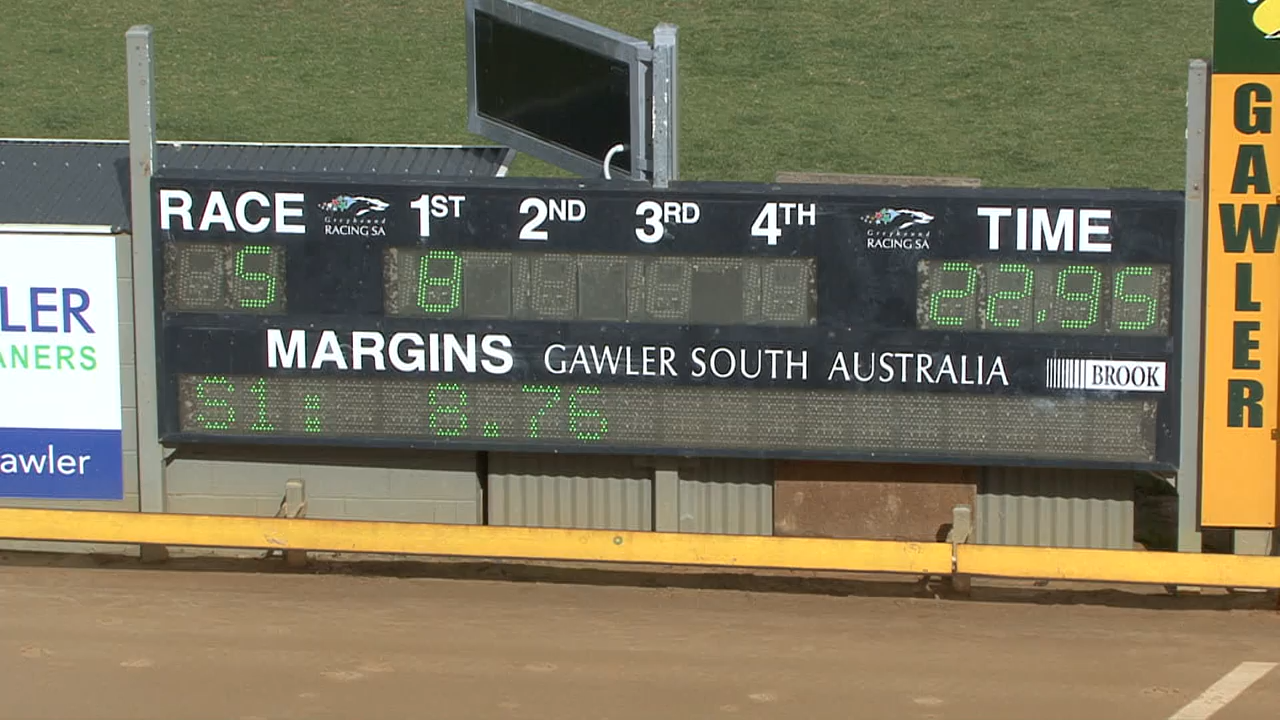 RACE Greyhound RACING SA 1ST 2ND 3RD 4TH Greyhound RACING SA TIME
5 8 22.95
MARGINS GAWLER SOUTH AUSTRALIA BROOK
S1: 8.76
LER
ANERS
awler
GAWLER